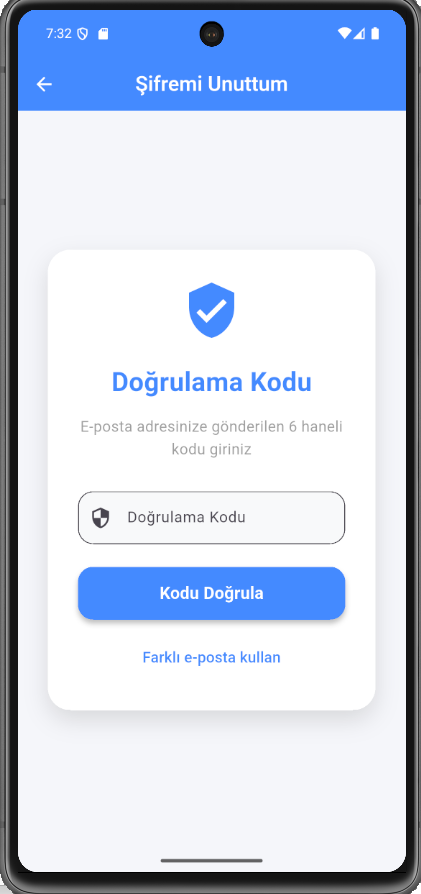 7:32
Şifremi Unuttum
Doğrulama Kodu
E-posta adresinize gönderilen 6 haneli
kodu giriniz
Doğrulama Kodu
Kodu Doğrula
Farklı e-posta kullan